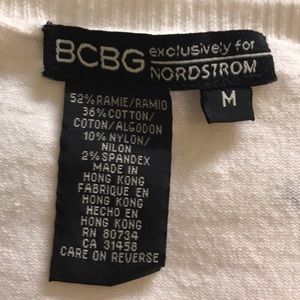 BCBG exclusively for
NORDSTROM
M
52% RAMIE/RAMIO
36% COTTON/
COTON/ALGODON
10% NYLON/
NILON
2% SPANDEX
MADE IN
HONG KONG
FABRIQUE EN
HONG KONG
HECHO EN
HONG KONG
RN 80734
CA 31458
CARE ON REVERSE